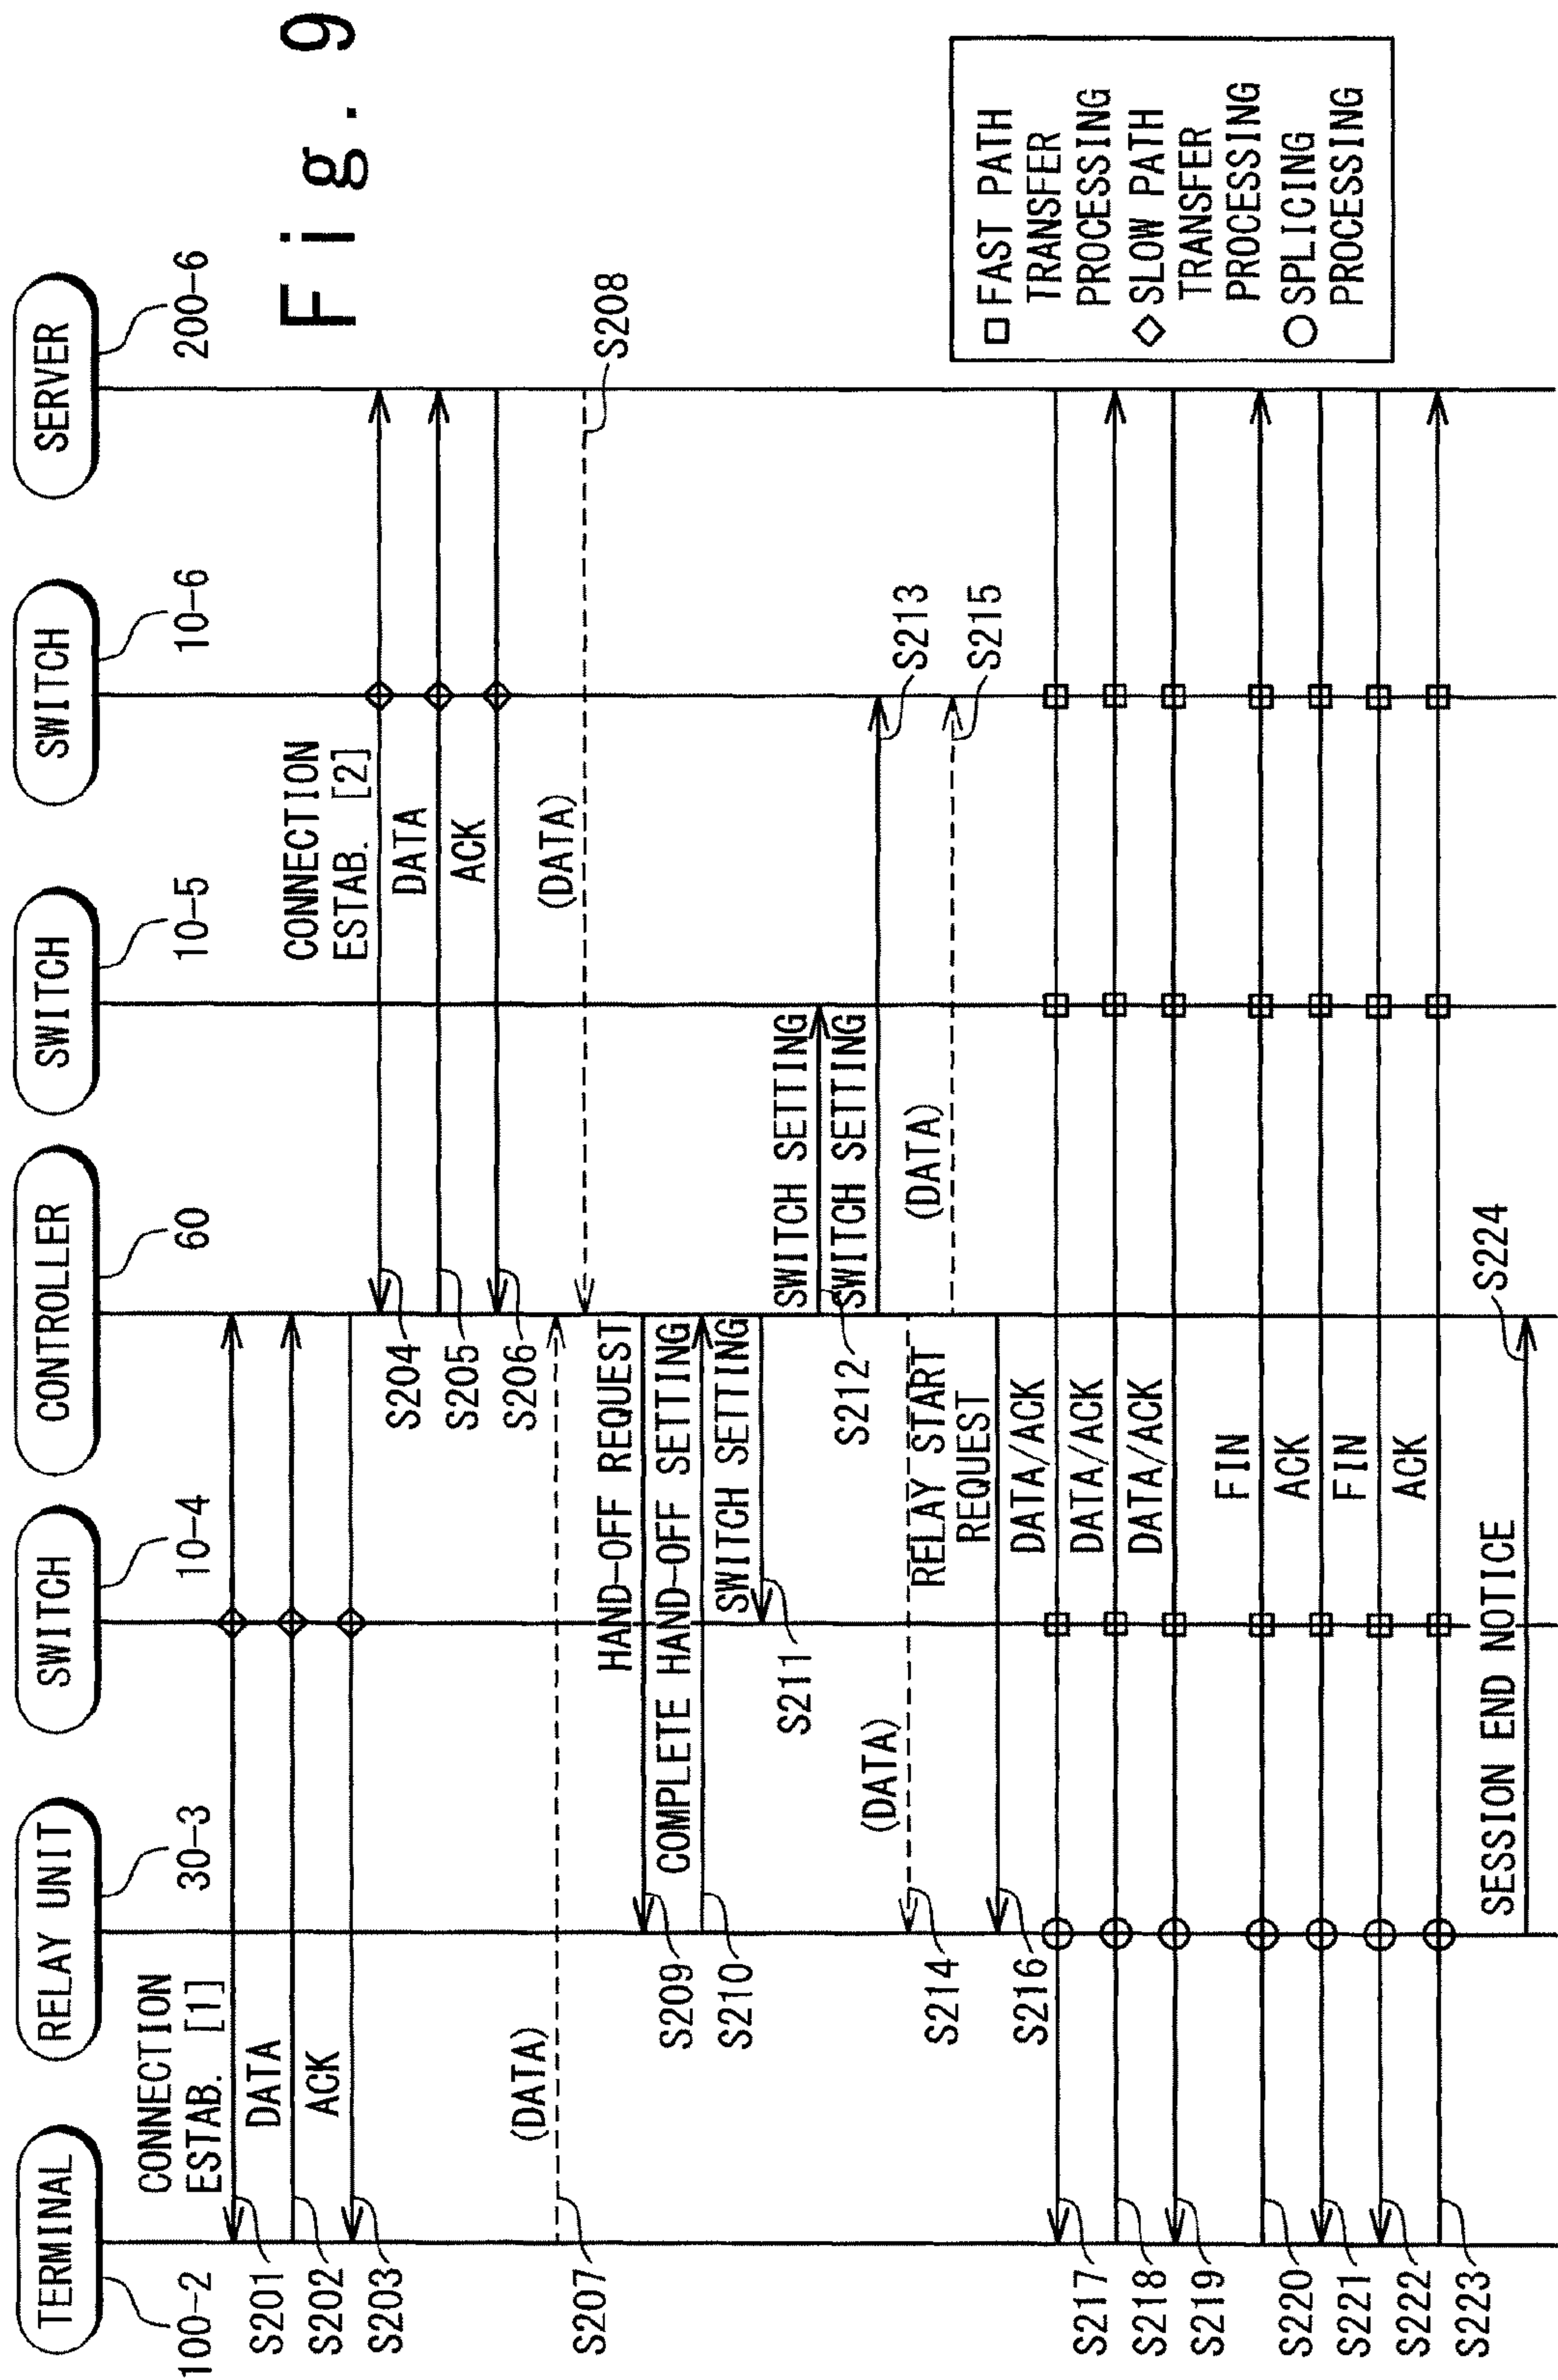 Fig. 9
TERMINAL
100-2
RELAY UNIT
30-3
SWITCH
10-4
CONTROLLER
60
SWITCH
10-5
SWITCH
10-6
SERVER
200-6
CONNECTION
ESTAB. [1]
S201
DATA
S202
ACK
S203
CONNECTION
ESTAB. [2]
S204
DATA
S205
ACK
S206
(DATA)
S207
(DATA)
S208
HAND-OFF REQUEST
S209
COMPLETE HAND-OFF SETTING
S210
SWITCH SETTING
S211
SWITCH SETTING
S212
SWITCH SETTING
S213
(DATA)
S214
(DATA)
S215
RELAY START
REQUEST
S216
DATA/ACK
S217
DATA/ACK
S218
DATA/ACK
S219
FIN
S220
ACK
S221
FIN
S222
ACK
S223
SESSION END NOTICE
S224
FAST PATH
TRANSFER
PROCESSING
SLOW PATH
TRANSFER
PROCESSING
SPLICING
PROCESSING